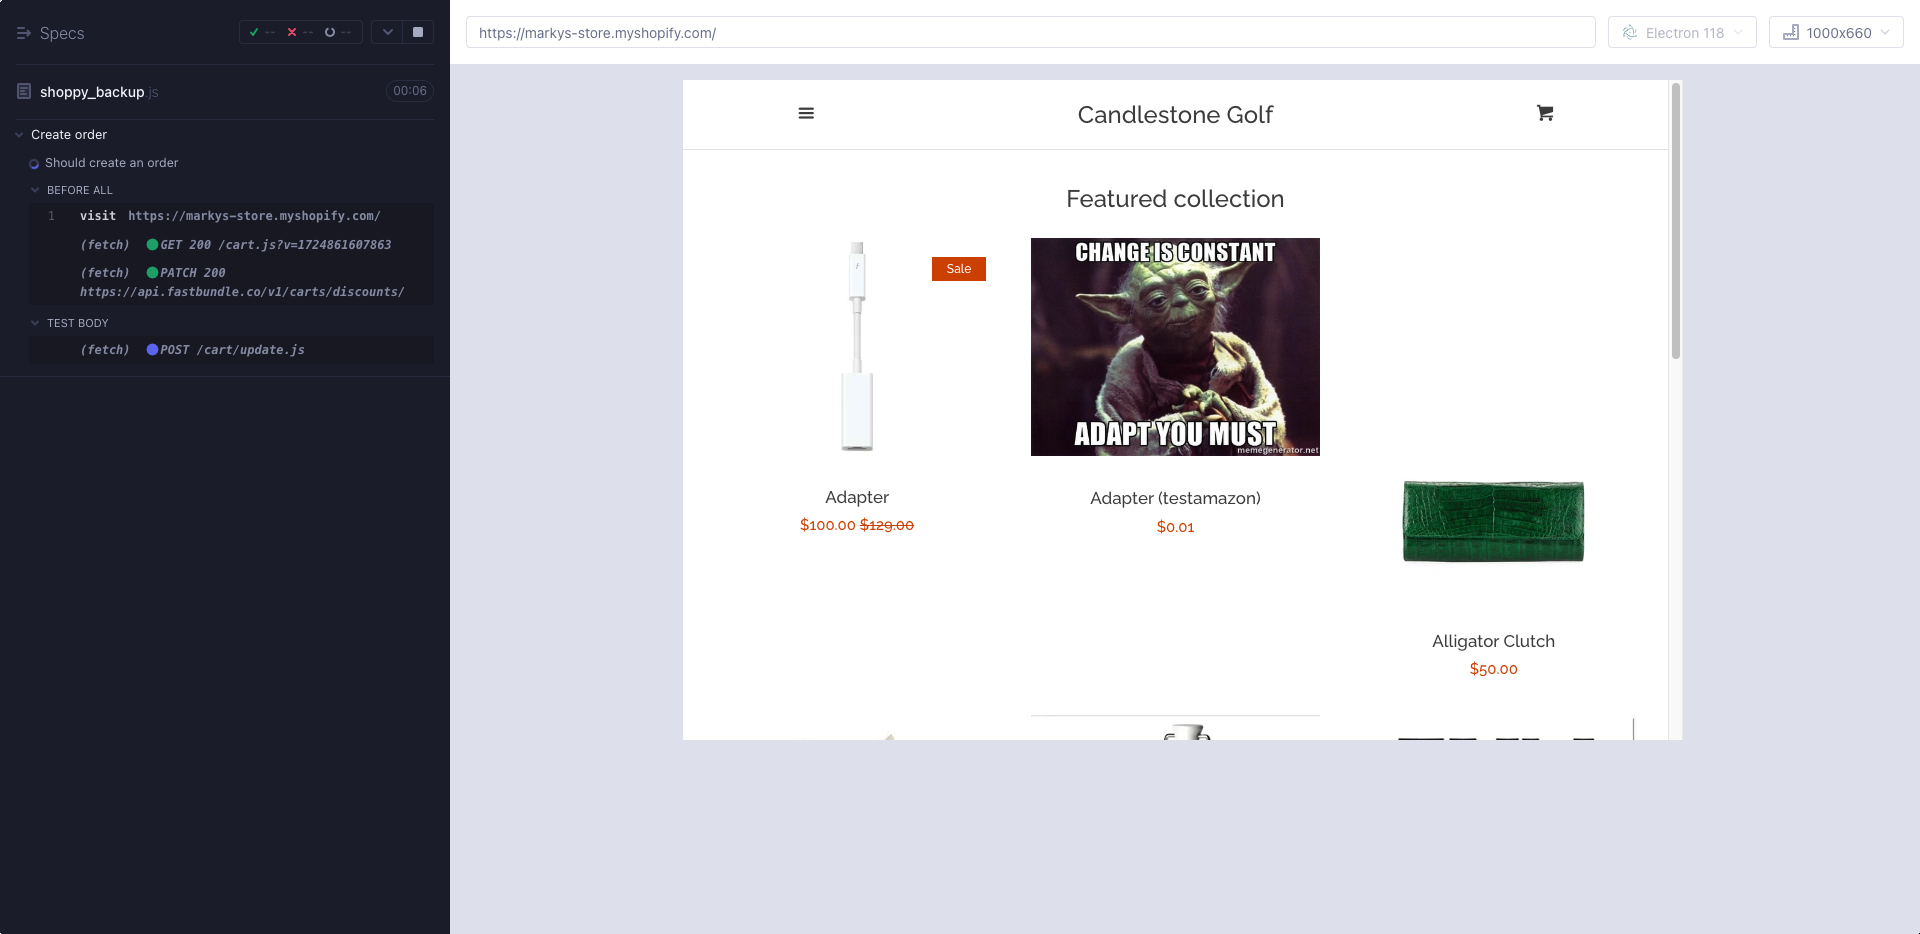 Specs
-- -- --
shoppy_backup.js
00:06
Create order
Should create an order
BEFORE ALL
1 visit https://markys-store.myshopify.com/
(fetch) GET 200 /cart.js?v=1724861607863
(fetch) PATCH 200
https://api.fastbundle.co/v1/carts/discounts/
TEST BODY
(fetch) POST /cart/update.js
https://markys-store.myshopify.com/
Electron 118
1000x660
Candlestone Golf
Featured collection
Sale
CHANGE IS CONSTANT
ADAPT YOU MUST
memegenerator.net
Adapter
$100.00 $129.00
Adapter (testamazon)
$0.01
Alligator Clutch
$50.00